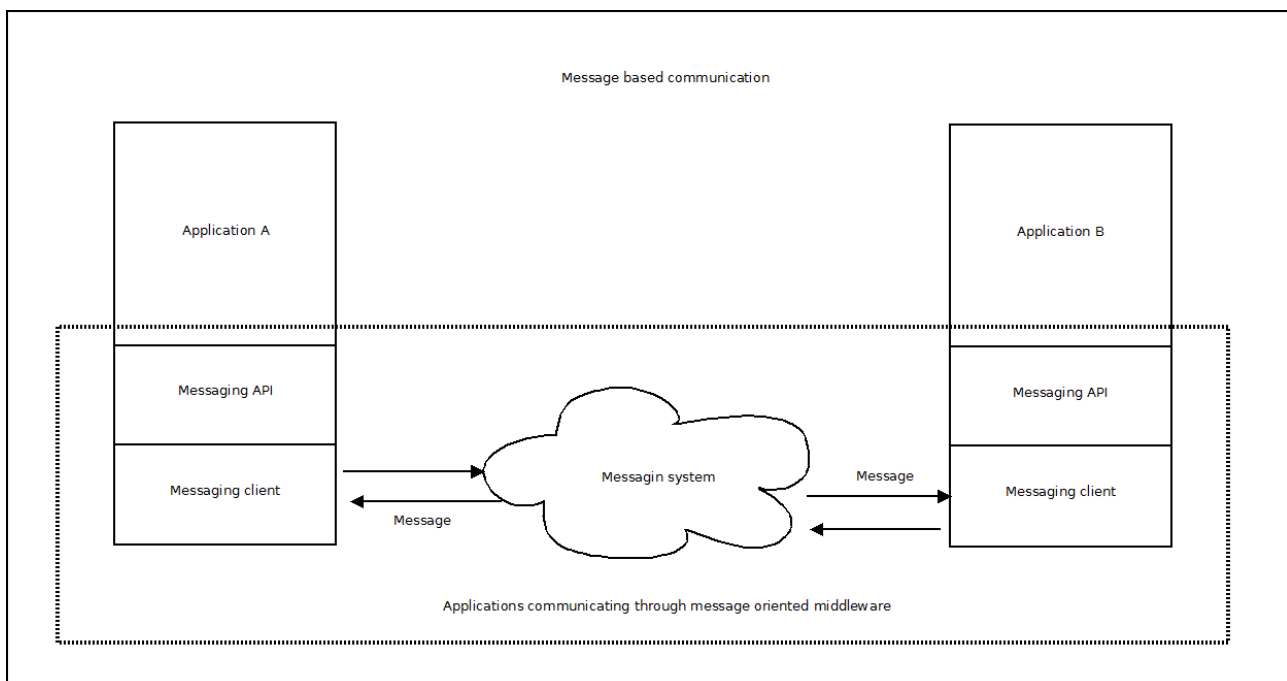 Message based communication
Application A
Application B
Messaging API
Messaging API
Messaging client
Messagin system
Message
Messaging client
Message
Applications communicating through message oriented middleware